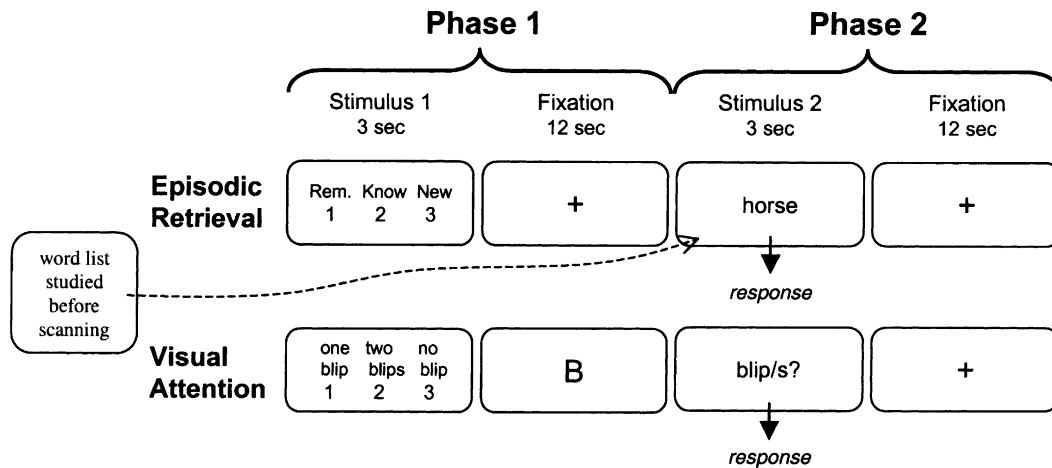 Phase 1 Phase 2
Stimulus 1 Fixation Stimulus 2 Fixation
3 sec 12 sec 3 sec 12 sec
Episodic
Retrieval
Rem. Know New
1 2 3
+
horse
+
response
word list
studied
before
scanning
Visual
Attention
one two no
blip blips blip
1 2 3
B
blip/s?
+
response